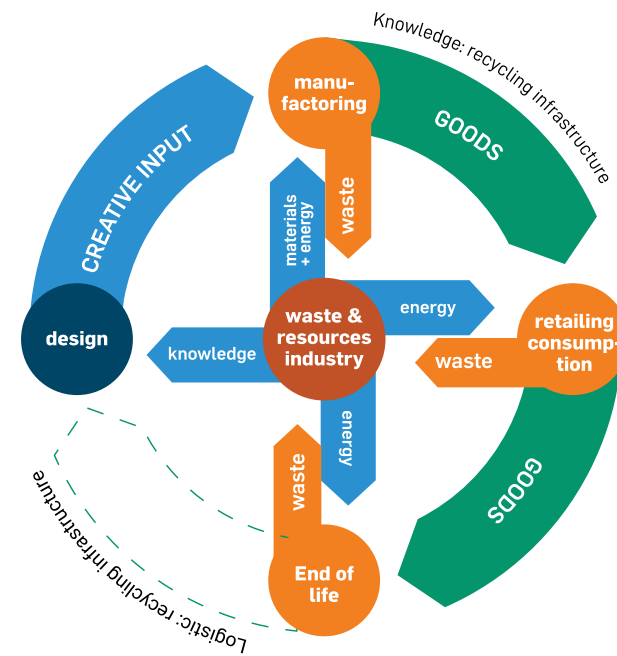 Knowledge: recycling infrastructure
manu-
factoring
GOODS
CREATIVE INPUT
waste
materials
+ energy
design
knowledge
waste &
resources
industry
energy
waste
retailing
consump-
tion
energy
waste
GOODS
End of
life
Logistic: recycling infrastructure